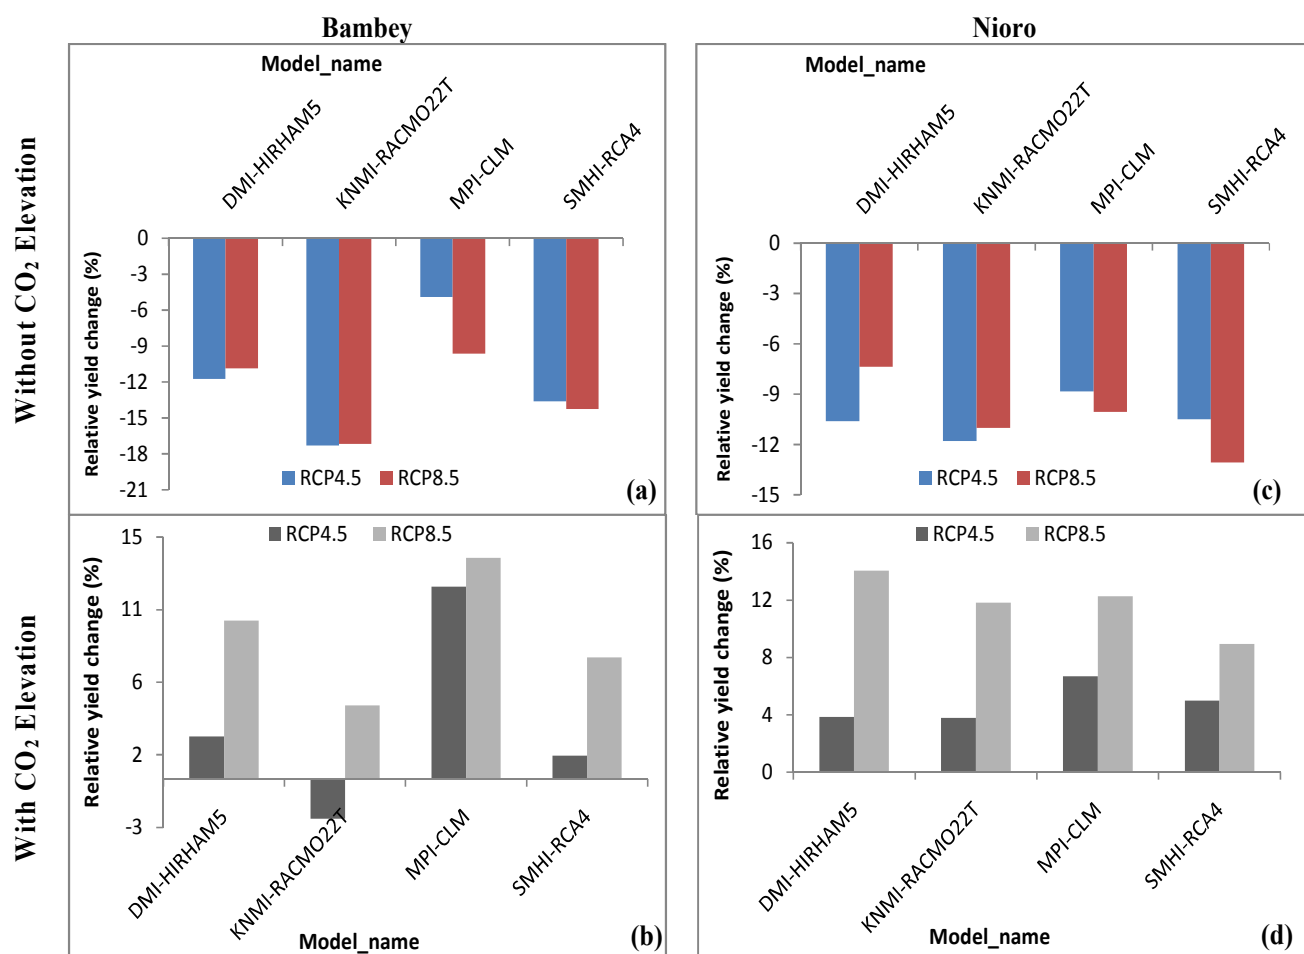 Bambey
Nioro
Without CO₂ Elevation
With CO₂ Elevation
Model_name
DMI-HIRHAM5
KNMI-RACMO22T
MPI-CLM
SMHI-RCA4
Relative yield change (%)
0
-3
-6
-9
-12
-15
-18
-21
RCP4.5 RCP8.5
(a)
Model_name
DMI-HIRHAM5
KNMI-RACMO22T
MPI-CLM
SMHI-RCA4
Relative yield change (%)
0
-3
-6
-9
-12
-15
RCP4.5 RCP8.5
(c)
RCP4.5 RCP8.5
Relative yield change (%)
15
11
6
2
-3
DMI-HIRHAM5
KNMI-RACMO22T
MPI-CLM
SMHI-RCA4
Model_name
(b)
RCP4.5 RCP8.5
Relative yield change (%)
16
12
8
4
0
DMI-HIRHAM5
KNMI-RACMO22T
MPI-CLM
SMHI-RCA4
Model_name
(d)